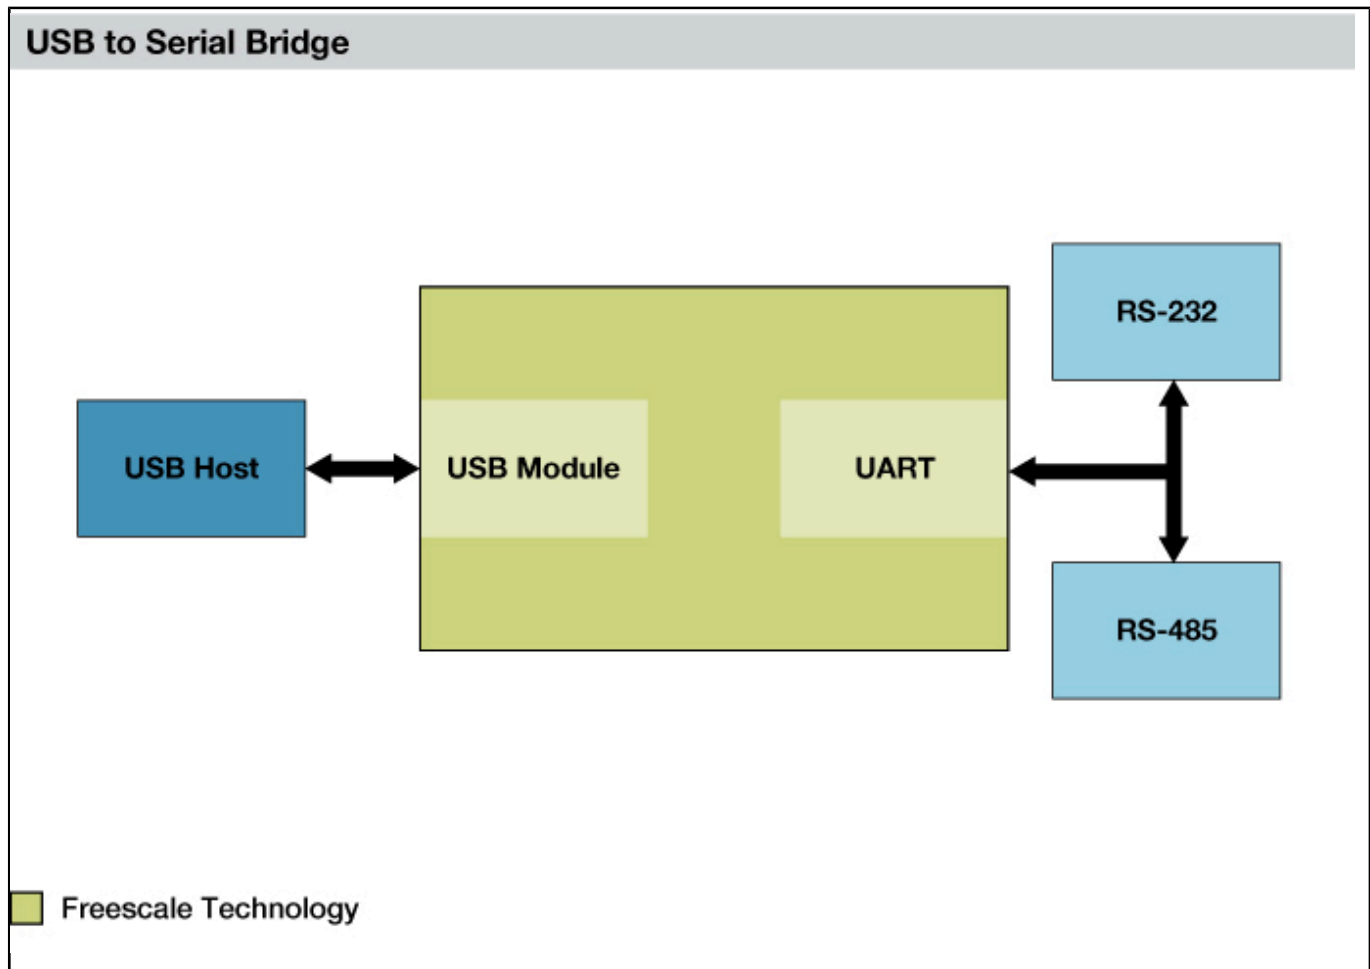 USB to Serial Bridge
RS-232
USB Host
USB Module
UART
RS-485
Freescale Technology